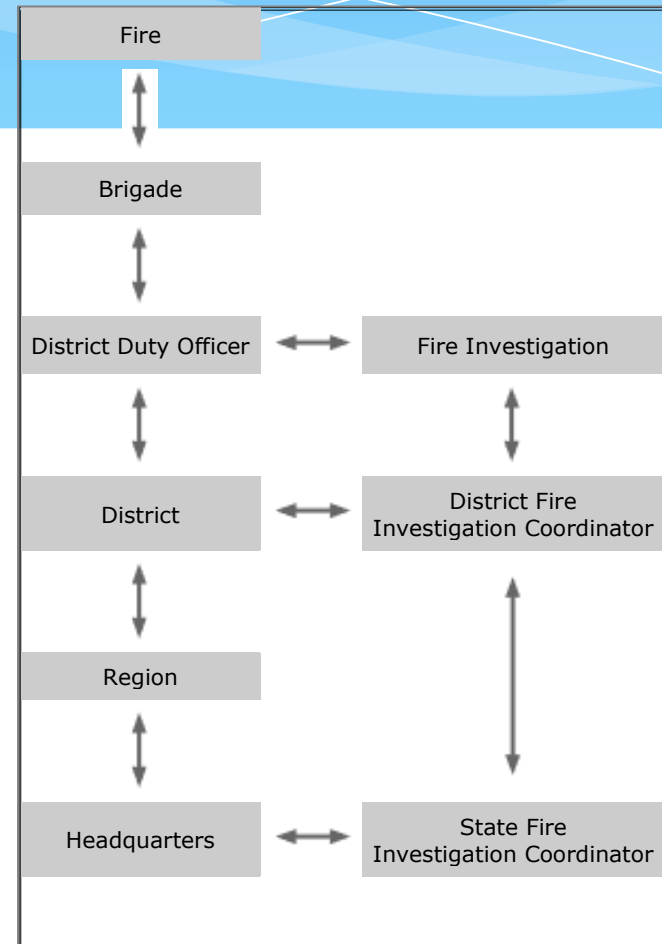 Fire
Brigade
District Duty Officer
Fire Investigation
District
District Fire
Investigation Coordinator
Region
Headquarters
State Fire
Investigation Coordinator